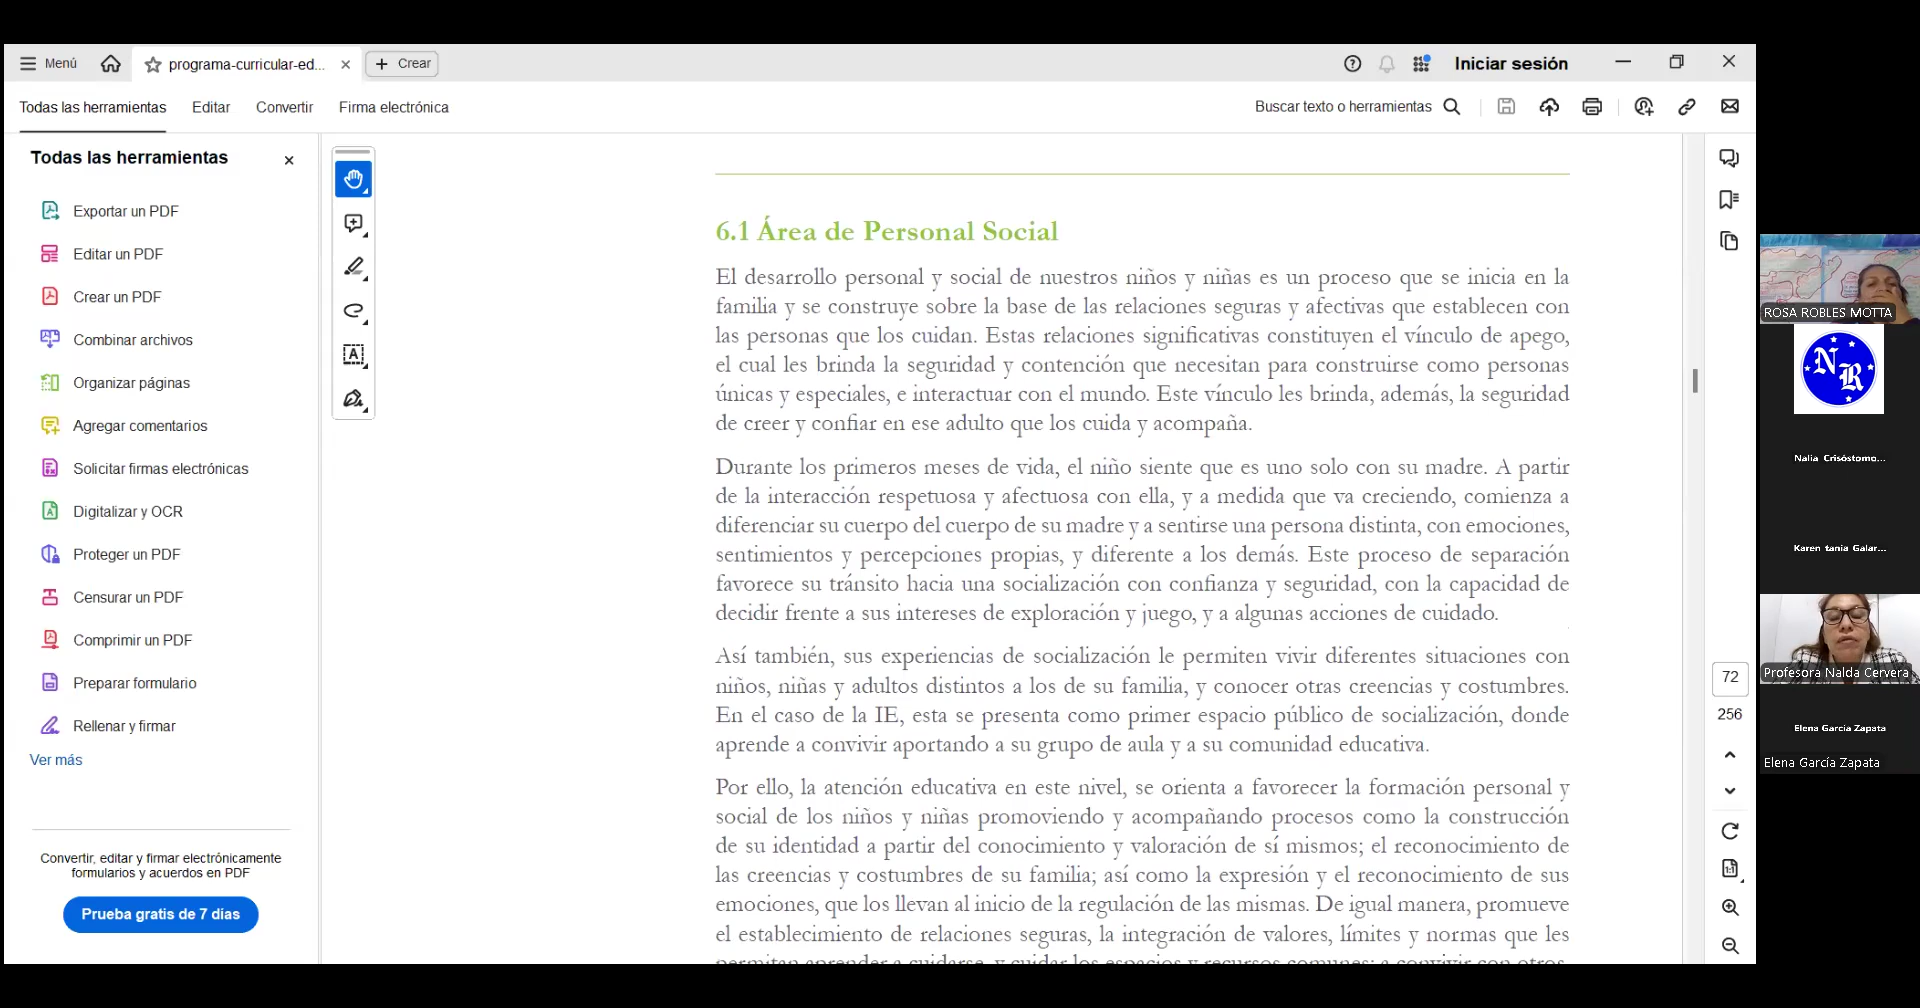 Menú
programa-curricular-ed...
Crear
Iniciar sesión
Todas las herramientas
Editar
Convertir
Firma electrónica
Buscar texto o herramientas
Todas las herramientas
Exportar un PDF
Editar un PDF
Crear un PDF
Combinar archivos
Organizar páginas
Agregar comentarios
Solicitar firmas electrónicas
Digitalizar y OCR
Proteger un PDF
Censurar un PDF
Comprimir un PDF
Preparar formulario
Rellenar y firmar
Ver más
Convertir, editar y firmar electrónicamente
formularios y acuerdos en PDF
Prueba gratis de 7 días
6.1 Área de Personal Social
El desarrollo personal y social de nuestros niños y niñas es un proceso que se inicia en la
familia y se construye sobre la base de las relaciones seguras y afectivas que establecen con
las personas que los cuidan. Estas relaciones significativas constituyen el vínculo de apego,
el cual les brinda la seguridad y contención que necesitan para construirse como personas
únicas y especiales, e interactuar con el mundo. Este vínculo les brinda, además, la seguridad
de creer y confiar en ese adulto que los cuida y acompaña.
Durante los primeros meses de vida, el niño siente que es uno solo con su madre. A partir
de la interacción respetuosa y afectuosa con ella, y a medida que va creciendo, comienza a
diferenciar su cuerpo del cuerpo de su madre y a sentirse una persona distinta, con emociones,
sentimientos y percepciones propias, y diferente a los demás. Este proceso de separación
favorece su tránsito hacia una socialización con confianza y seguridad, con la capacidad de
decidir frente a sus intereses de exploración y juego, y a algunas acciones de cuidado.
Así también, sus experiencias de socialización le permiten vivir diferentes situaciones con
niños, niñas y adultos distintos a los de su familia, y conocer otras creencias y costumbres.
En el caso de la IE, esta se presenta como primer espacio público de socialización, donde
aprende a convivir aportando a su grupo de aula y a su comunidad educativa.
Por ello, la atención educativa en este nivel, se orienta a favorecer la formación personal y
social de los niños y niñas promoviendo y acompañando procesos como la construcción
de su identidad a partir del conocimiento y valoración de sí mismos; el reconocimiento de
las creencias y costumbres de su familia; así como la expresión y el reconocimiento de sus
emociones, que los llevan al inicio de la regulación de las mismas. De igual manera, promueve
el establecimiento de relaciones seguras, la integración de valores, límites y normas que les
permitan aprender a cuidarse, y cuidar los espacios y recursos comunes; a convivir con otros,
72
256
ROSA ROBLES MOTTA
N R
Nalia Crisóstomo...
Karen tania Galar...
Profesora Nalda Cervera
Elena García Zapata
Elena García Zapata